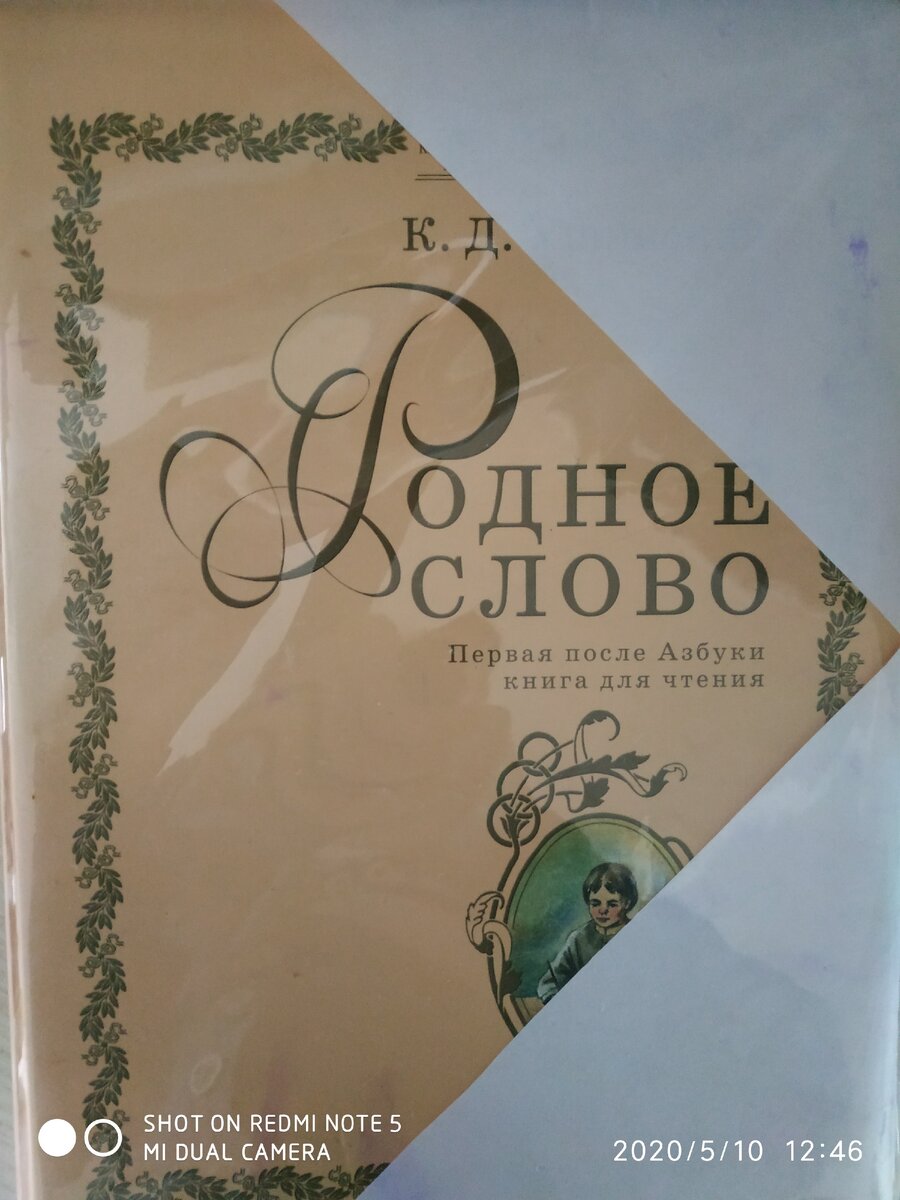 К. Д.
Родное
слово
Первая после Азбуки
книга для чтения
SHOT ON REDMI NOTE 5
MI DUAL CAMERA
2020/5/10 12:46